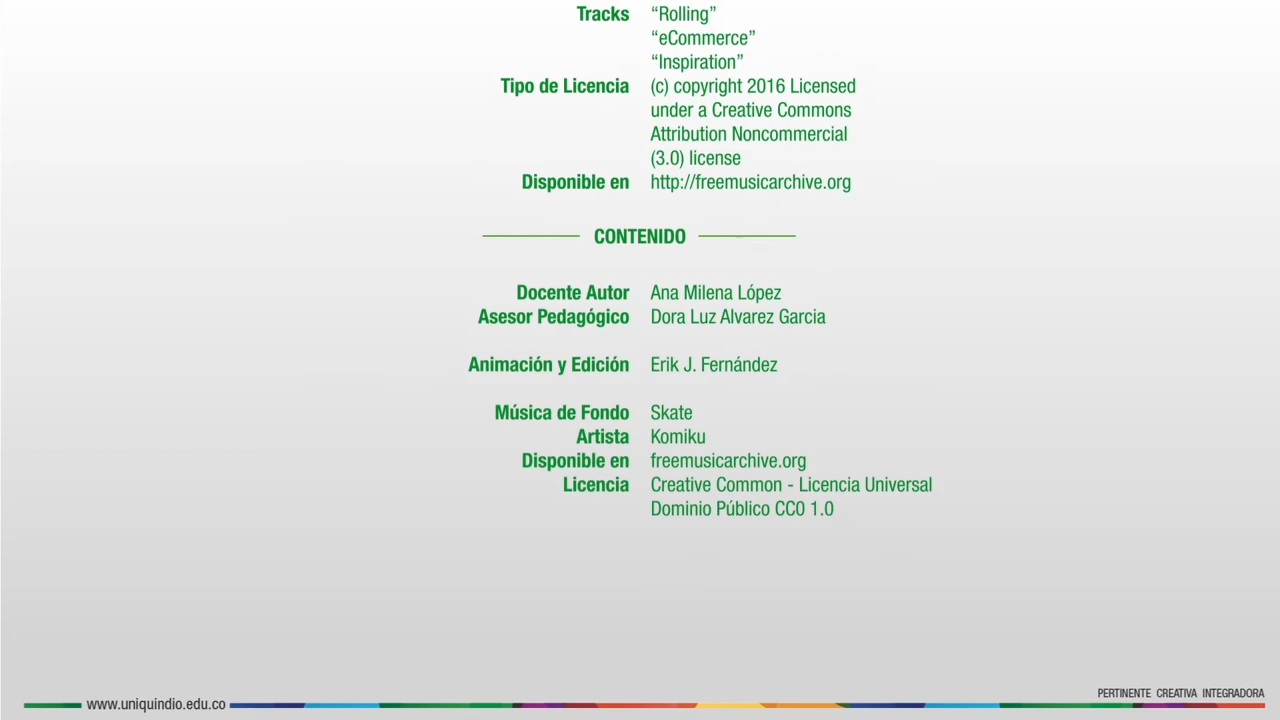 Tracks “Rolling”
“eCommerce”
“Inspiration”
Tipo de Licencia (c) copyright 2016 Licensed
under a Creative Commons
Attribution Noncommercial
(3.0) license
Disponible en http://freemusicarchive.org
CONTENIDO
Docente Autor Ana Milena López
Asesor Pedagógico Dora Luz Alvarez Garcia
Animación y Edición Erik J. Fernández
Música de Fondo Skate
Artista Komiku
Disponible en freemusicarchive.org
Licencia Creative Common - Licencia Universal
Dominio Público CC0 1.0
PERTINENTE CREATIVA INTEGRADORA
www.uniquindio.edu.co